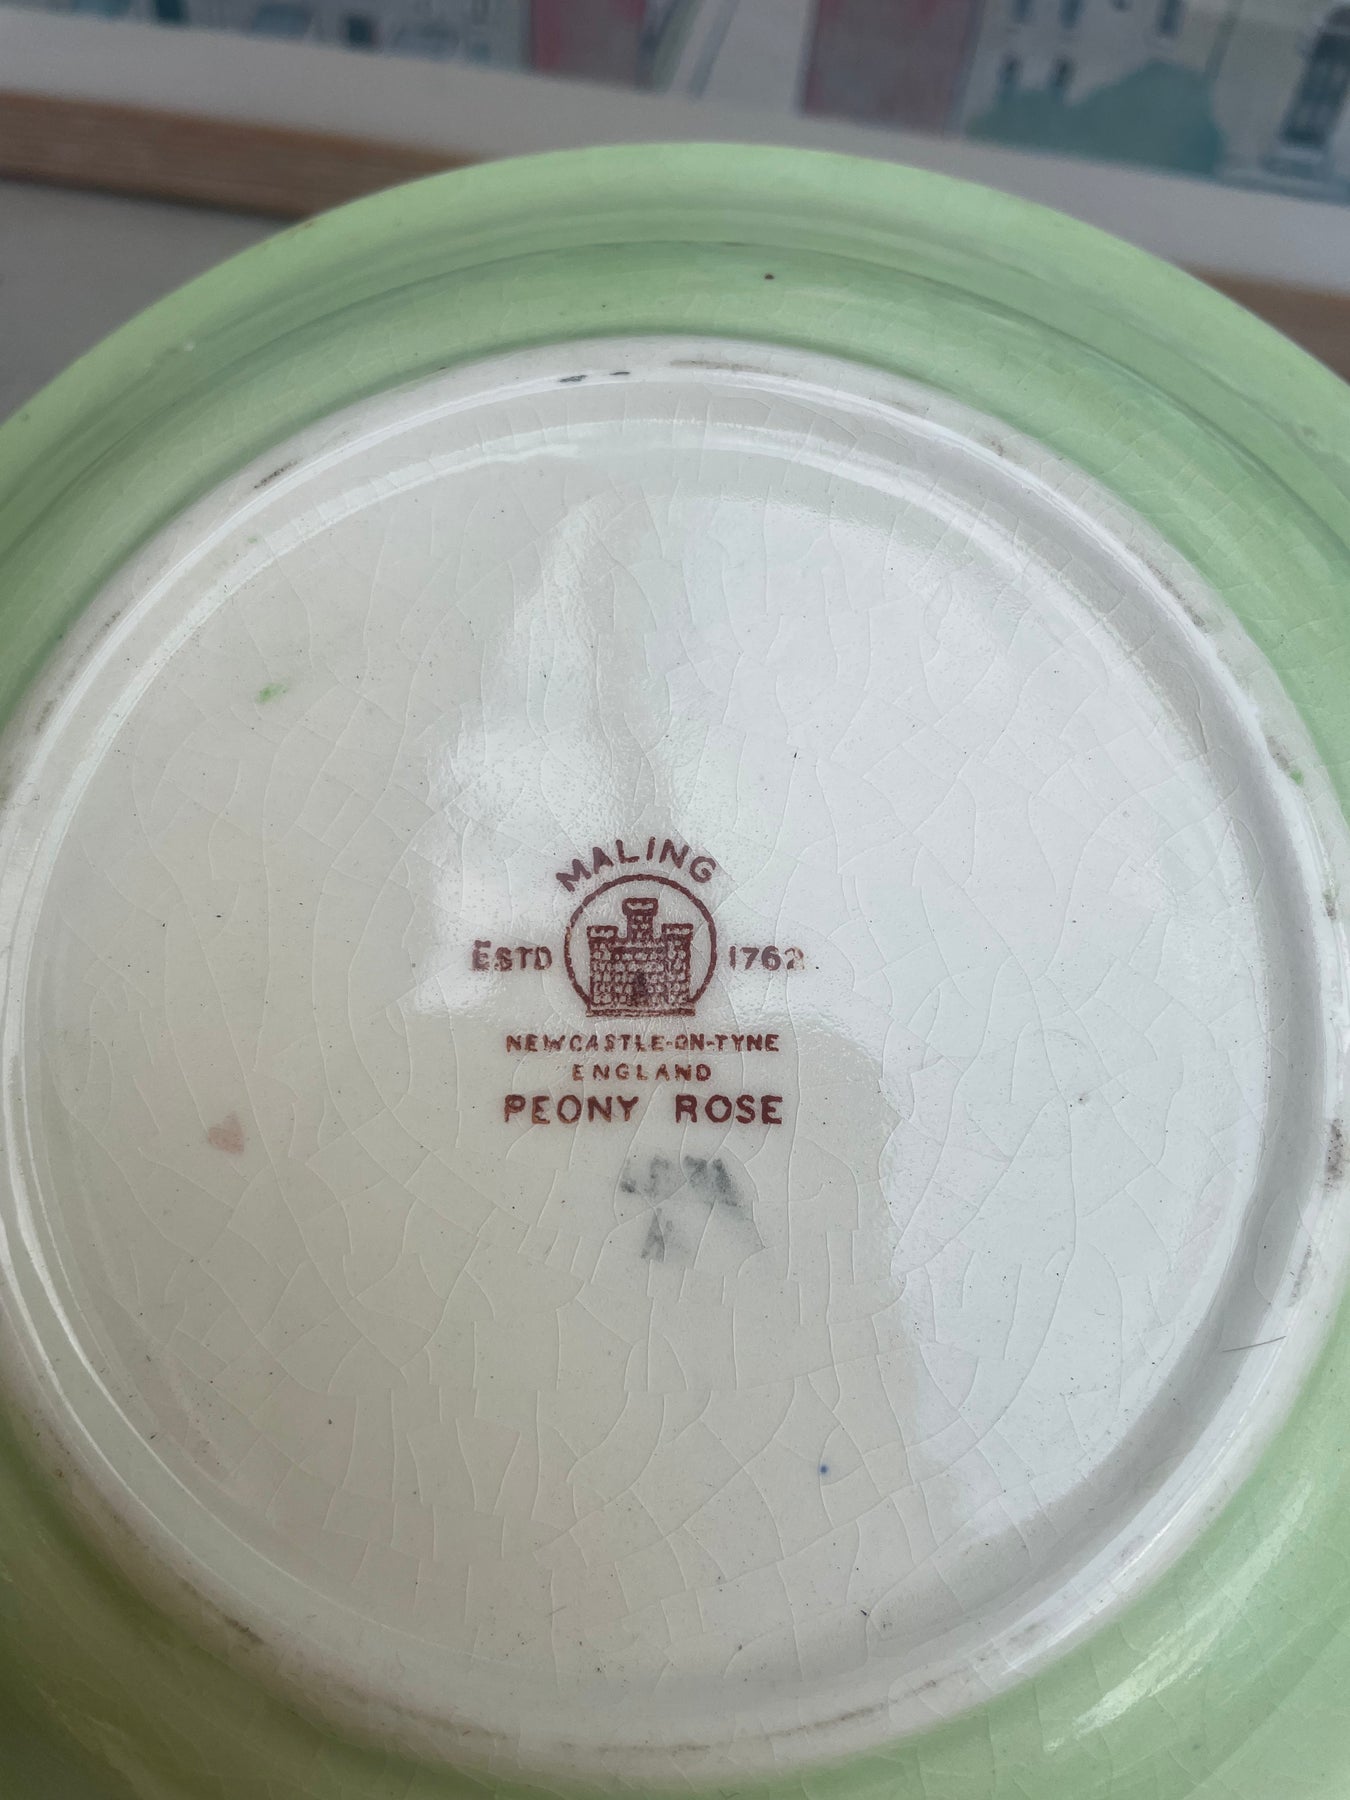 MALING
ESTD 1762
NEWCASTLE-ON-TYNE
ENGLAND
PEONY ROSE
A